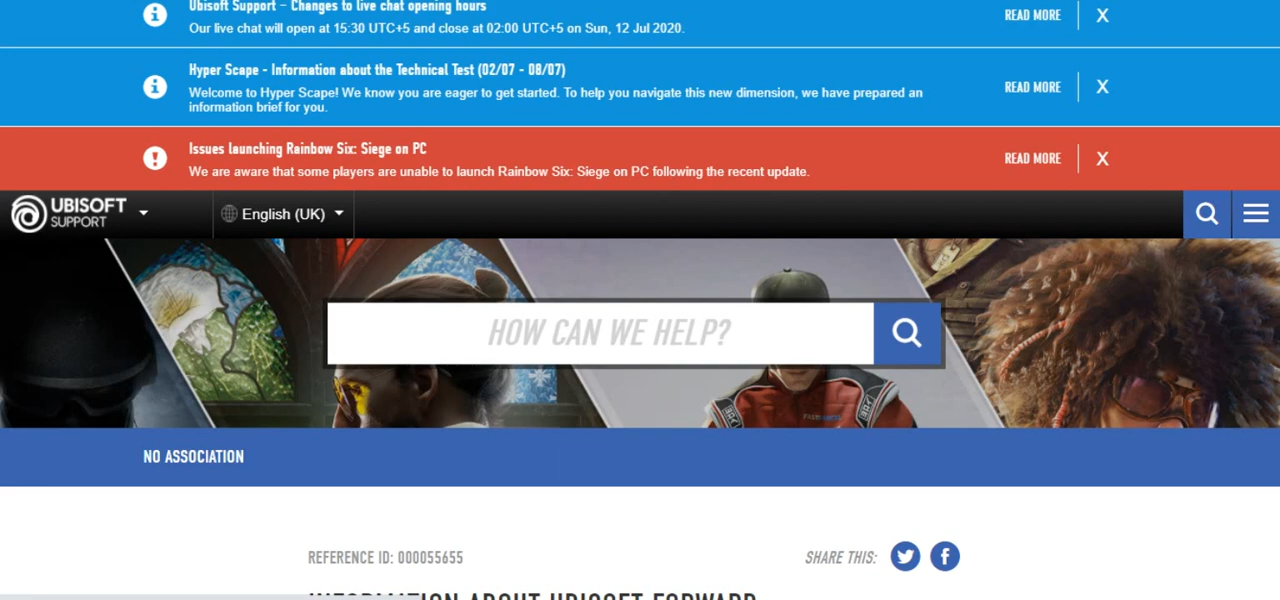 Ubisoft Support - Changes to live chat opening hours
Our live chat will open at 15:30 UTC+5 and close at 02:00 UTC+5 on Sun, 12 Jul 2020.
READ MORE X
Hyper Scape - Information about the Technical Test (02/07 - 08/07)
Welcome to Hyper Scape! We know you are eager to get started. To help you navigate this new dimension, we have prepared an
information brief for you.
READ MORE X
Issues launching Rainbow Six: Siege on PC
We are aware that some players are unable to launch Rainbow Six: Siege on PC following the recent update.
READ MORE X
UBISOFT
SUPPORT
English (UK)
HOW CAN WE HELP?
NO ASSOCIATION
REFERENCE ID: 000055655
SHARE THIS:
INFORMATION ABOUT UBISOFT FORWARD